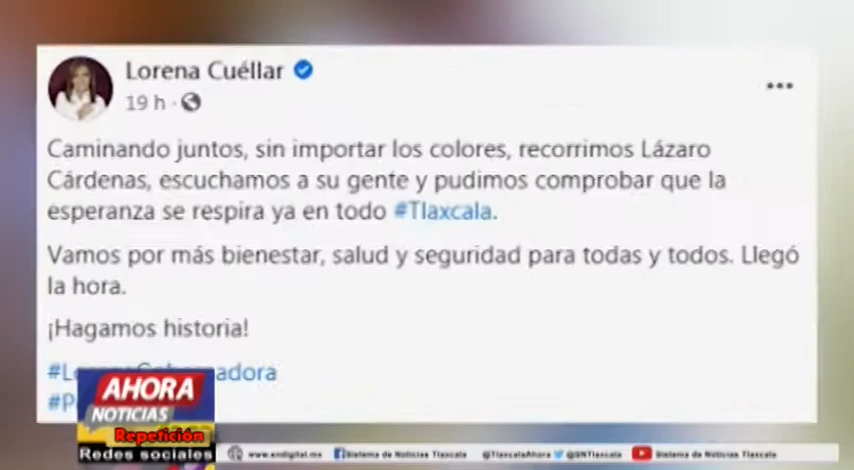 Lorena Cuéllar
19 h ·
Caminando juntos, sin importar los colores, recorrimos Lázaro
Cárdenas, escuchamos a su gente y pudimos comprobar que la
esperanza se respira ya en todo #Tlaxcala.
Vamos por más bienestar, salud y seguridad para todas y todos. Llegó
la hora.
¡Hagamos historia!
AHORA
NOTICIAS
Repetición
Redes sociales
www.sndigital.mx Sistema de Noticias Tlaxcala @TlaxcalaAhora @SNTlaxcala Sistema de Noticias Tlaxcala